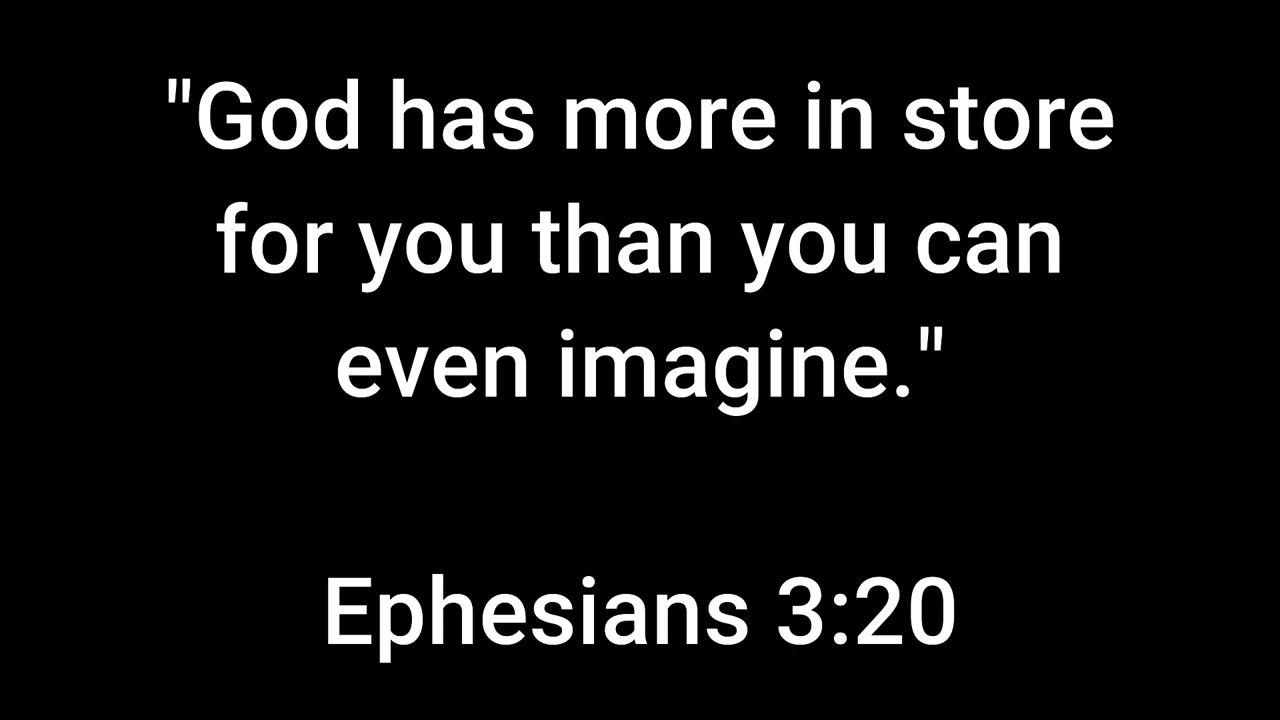 "God has more in store
for you than you can
even imagine."
Ephesians 3:20